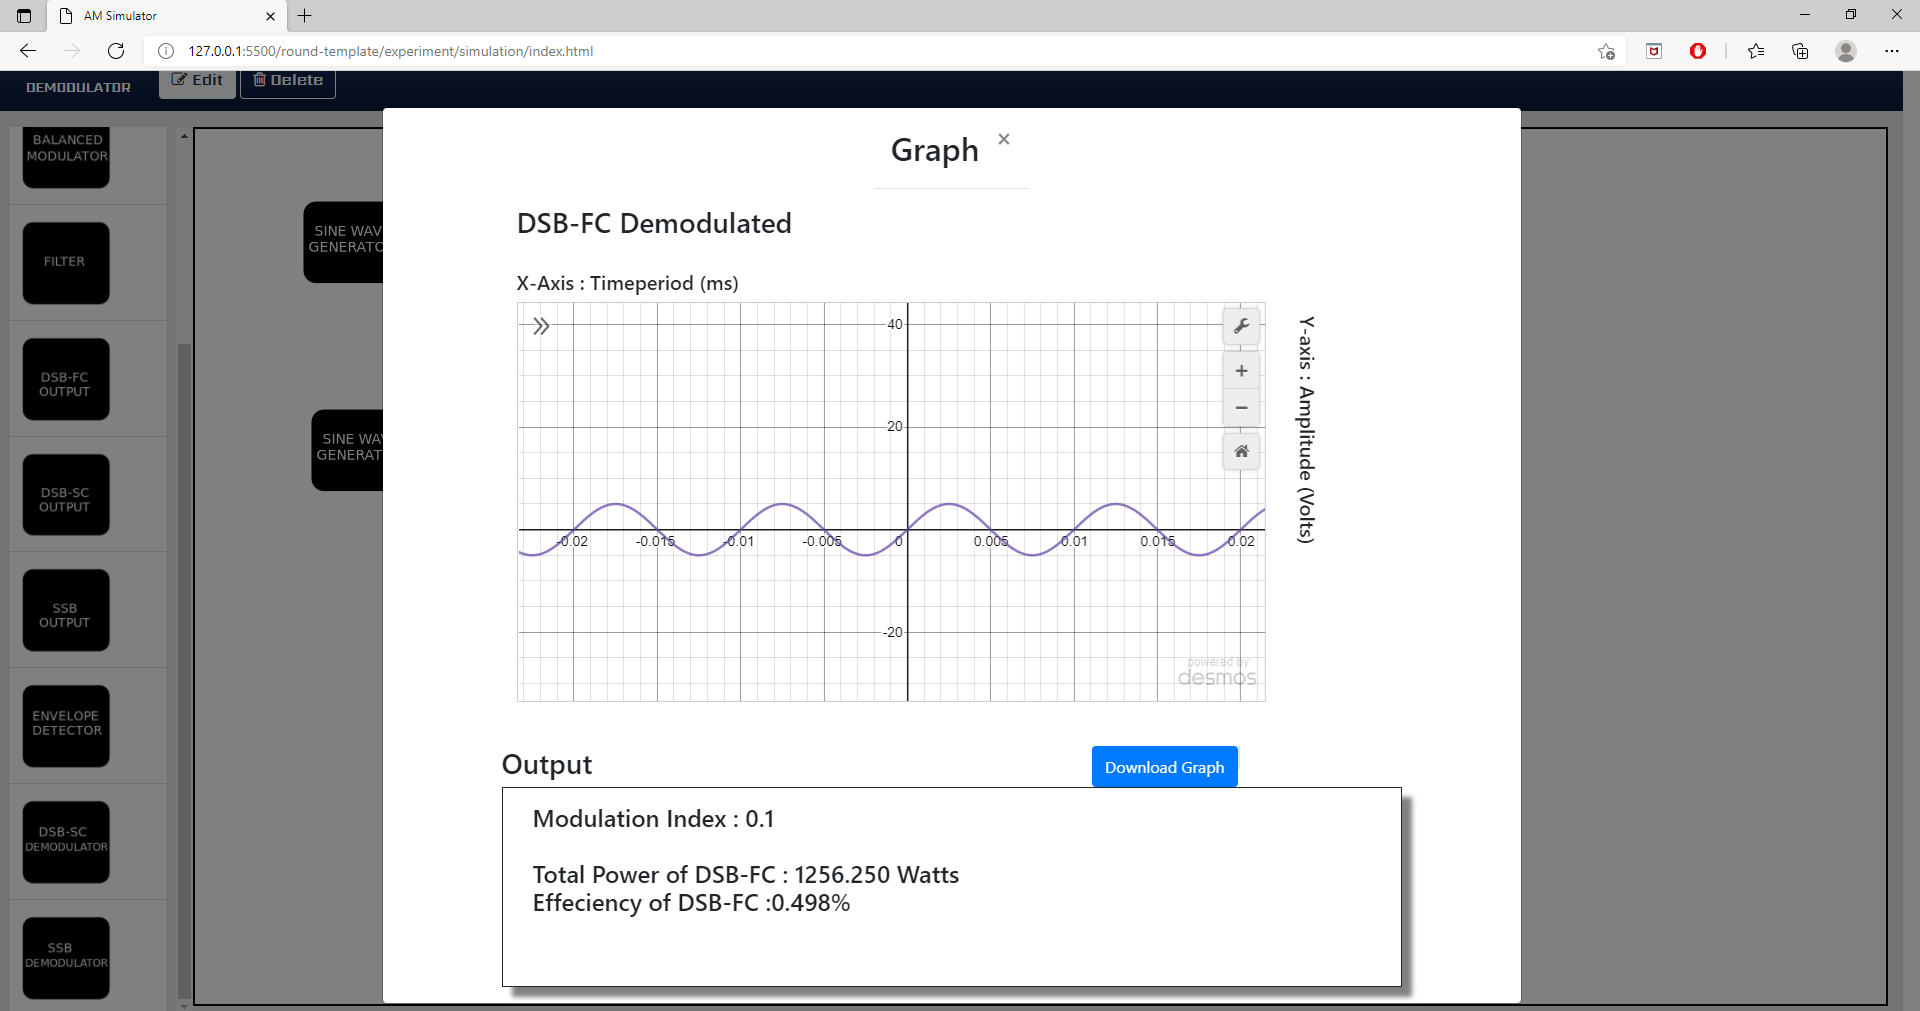 AM Simulator
127.0.0.1:5500/round-template/experiment/simulation/index.html
DEMODULATOR
Edit
Delete
BALANCED
MODULATOR
FILTER
DSB-FC
OUTPUT
DSB-SC
OUTPUT
SSB
OUTPUT
ENVELOPE
DETECTOR
DSB-SC
DEMODULATOR
SSB
DEMODULATOR
SINE WAV
GENERATO
SINE WA
GENERAT
Graph ×
DSB-FC Demodulated
X-Axis : Timeperiod (ms)
40
20
-0.02 -0.015 -0.01 -0.005 0 0.005 0.01 0.015 0.02
-20
powered by
desmos
Y-axis : Amplitude (Volts)
Output
Download Graph
Modulation Index : 0.1
Total Power of DSB-FC : 1256.250 Watts
Effeciency of DSB-FC :0.498%